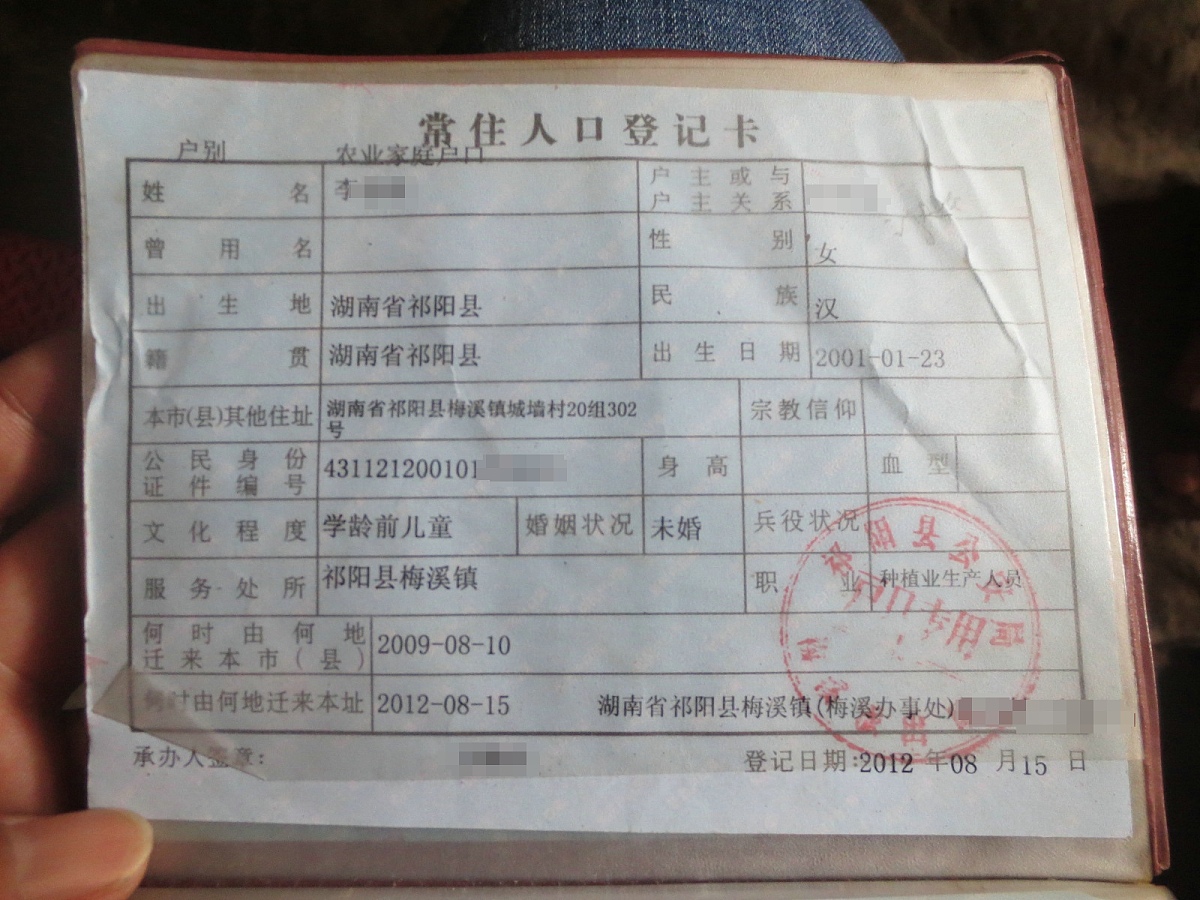 常住人口登记卡
户别 农业家庭户口
姓名 李 户主或与户主关系
曾用名 性别 女
出生地 湖南省祁阳县 民族 汉
籍贯 湖南省祁阳县 出生日期 2001-01-23
本市(县)其他住址 湖南省祁阳县梅溪镇城墙村20组302号 宗教信仰
公民身份证件编号 431121200101 身高 血型
文化程度 学龄前儿童 婚姻状况 未婚 兵役状况
服务处所 祁阳县梅溪镇 职业 种植业生产人员
何时由何地迁来本市(县) 2009-08-10
何时由何地迁来本址 2012-08-15 湖南省祁阳县梅溪镇(梅溪办事处)
承办人签章: 登记日期:2012年08月15日
祁阳县公安局
户口专用